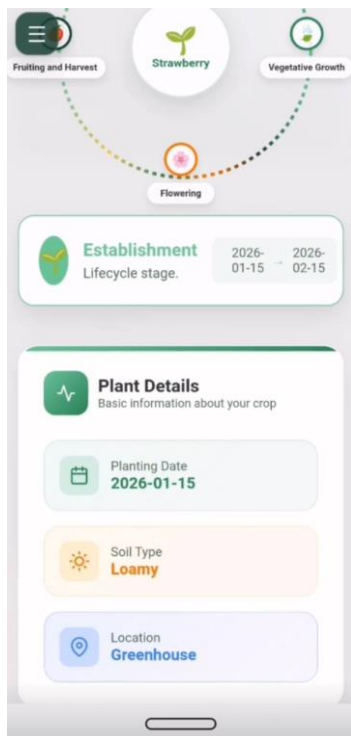 Strawberry
Fruiting and Harvest
Vegetative Growth
Flowering
Establishment
Lifecycle stage.
2026-
01-15
→
2026-
02-15
Plant Details
Basic information about your crop
Planting Date
2026-01-15
Soil Type
Loamy
Location
Greenhouse